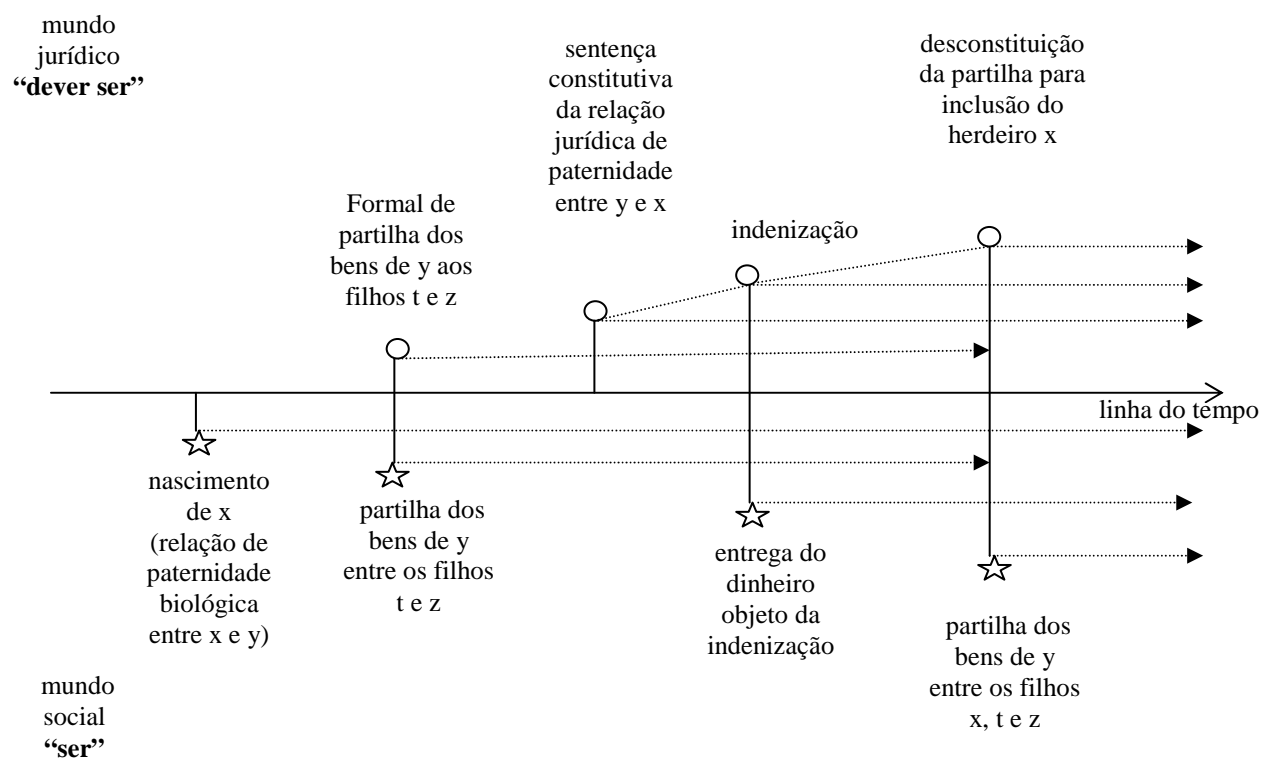 mundo
jurídico
“dever ser”
sentença
constitutiva
da relação
jurídica de
paternidade
entre y e x
desconstituição
da partilha para
inclusão do
herdeiro x
Formal de
partilha dos
bens de y aos
filhos t e z
indenização
linha do tempo
nascimento
de x
(relação de
paternidade
biológica
entre x e y)
partilha dos
bens de y
entre os filhos
t e z
entrega do
dinheiro
objeto da
indenização
partilha dos
bens de y
entre os filhos
x, t e z
mundo
social
“ser”